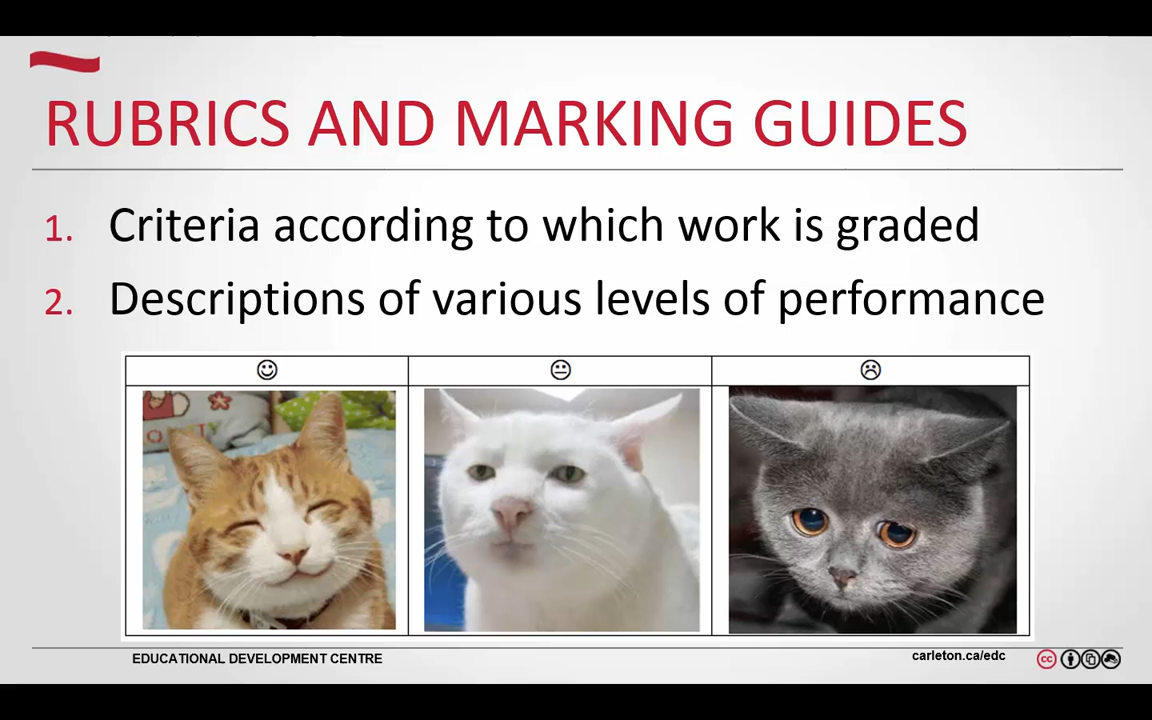 RUBRICS AND MARKING GUIDES
1. Criteria according to which work is graded
2. Descriptions of various levels of performance
EDUCATIONAL DEVELOPMENT CENTRE
carleton.ca/edc
cc